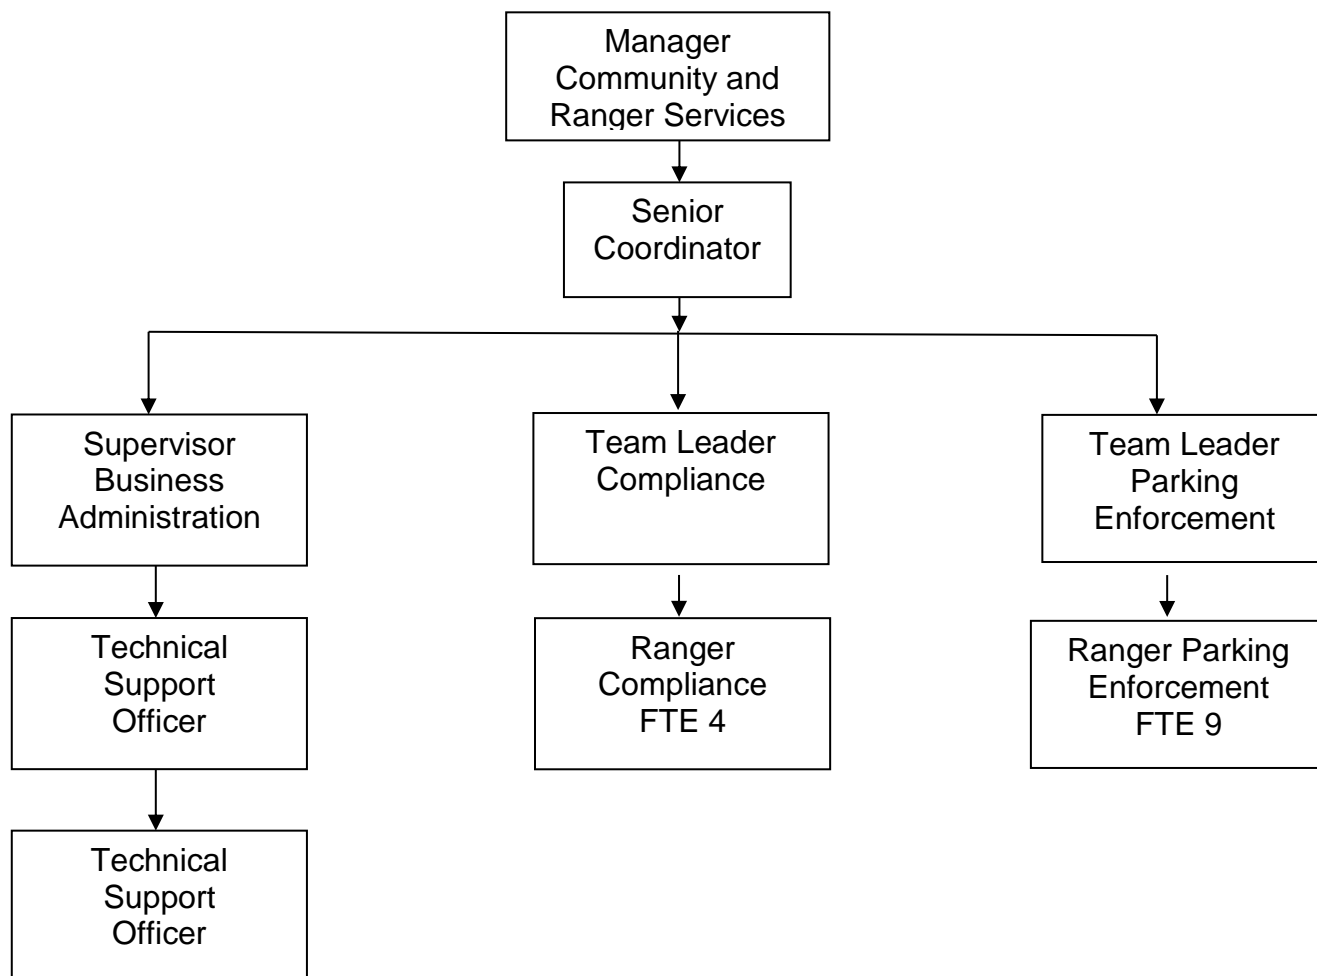 Manager
Community and
Ranger Services
Senior
Coordinator
Supervisor
Business
Administration
Team Leader
Compliance
Team Leader
Parking
Enforcement
Technical
Support
Officer
Ranger
Compliance
FTE 4
Ranger Parking
Enforcement
FTE 9
Technical
Support
Officer